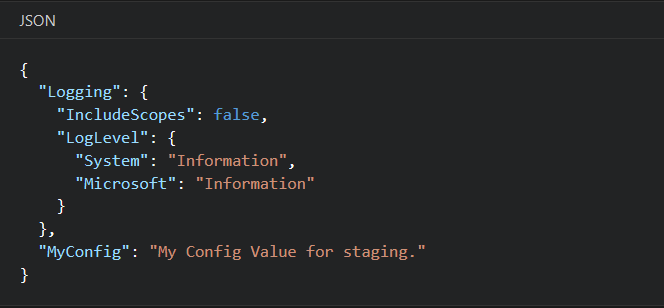 JSON
{
  "Logging": {
    "IncludeScopes": false,
    "LogLevel": {
      "System": "Information",
      "Microsoft": "Information"
    }
  },
  "MyConfig": "My Config Value for staging."
}